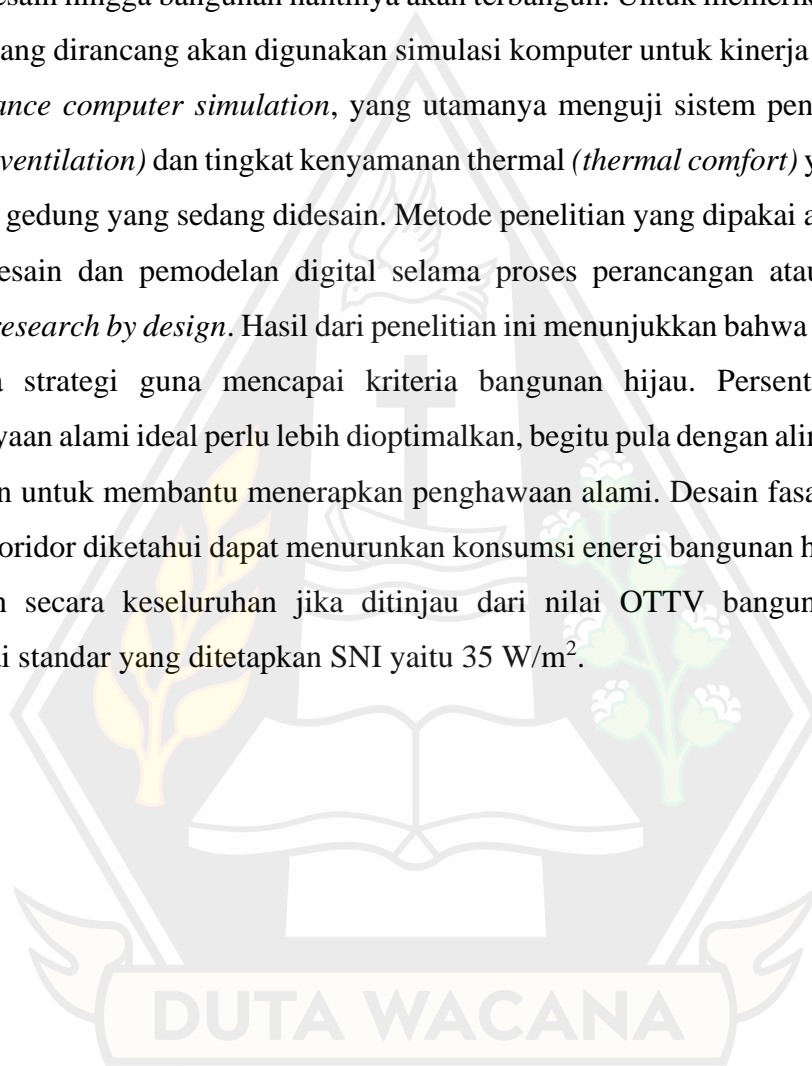 esain hingga bangunan nantinya akan terbangun. Untuk memerik
ang dirancang akan digunakan simulasi komputer untuk kinerja
ance computer simulation, yang utamanya menguji sistem pen
ventilation) dan tingkat kenyamanan thermal (thermal comfort) y
gedung yang sedang didesain. Metode penelitian yang dipakai a
esain dan pemodelan digital selama proses perancangan atau
research by design. Hasil dari penelitian ini menunjukkan bahwa
a strategi guna mencapai kriteria bangunan hijau. Persent
yaan alami ideal perlu lebih dioptimalkan, begitu pula dengan alir
n untuk membantu menerapkan penghawaan alami. Desain fasa
oridor diketahui dapat menurunkan konsumsi energi bangunan h
n secara keseluruhan jika ditinjau dari nilai OTTV bangun
ai standar yang ditetapkan SNI yaitu 35 W/m².
DUTA WACANA